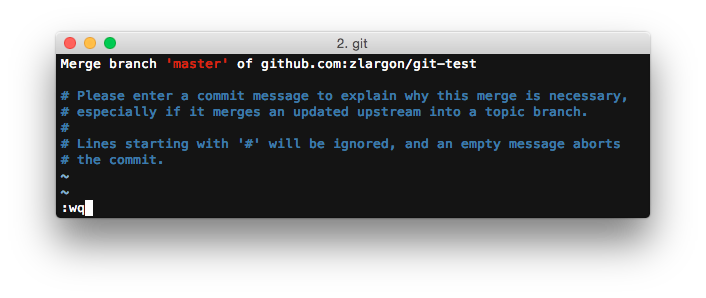 2. git
Merge branch 'master' of github.com:zlargon/git-test
# Please enter a commit message to explain why this merge is necessary,
# especially if it merges an updated upstream into a topic branch.
#
# Lines starting with '#' will be ignored, and an empty message aborts
# the commit.
~
~
:wq